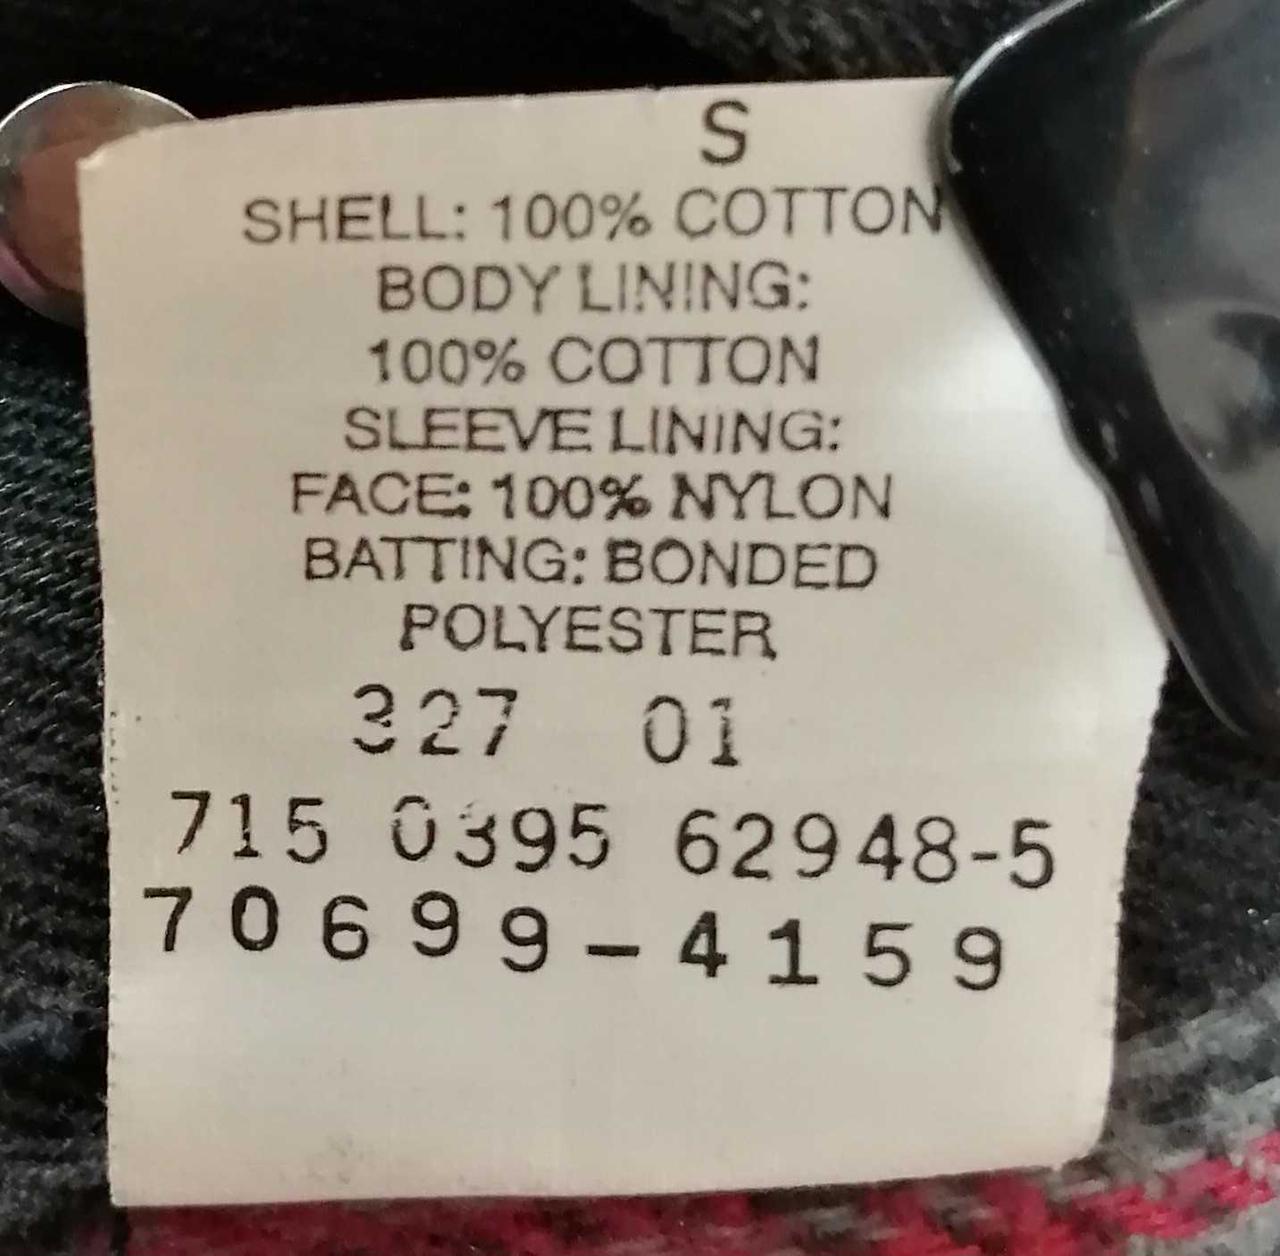 S
SHELL: 100% COTTON
BODY LINING:
100% COTTON
SLEEVE LINING:
FACE: 100% NYLON
BATTING: BONDED
POLYESTER
327 01
715 0395 62948-5
70699-4159